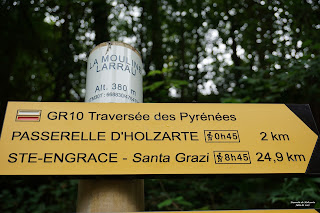 LA MOULINE
LARRAU
Alt. 380 m
GR10 Traversée des Pyrénées
PASSERELLE D'HOLZARTE 0h45 2 km
STE-ENGRACE - Santa Grazi 8h45 24,9 km